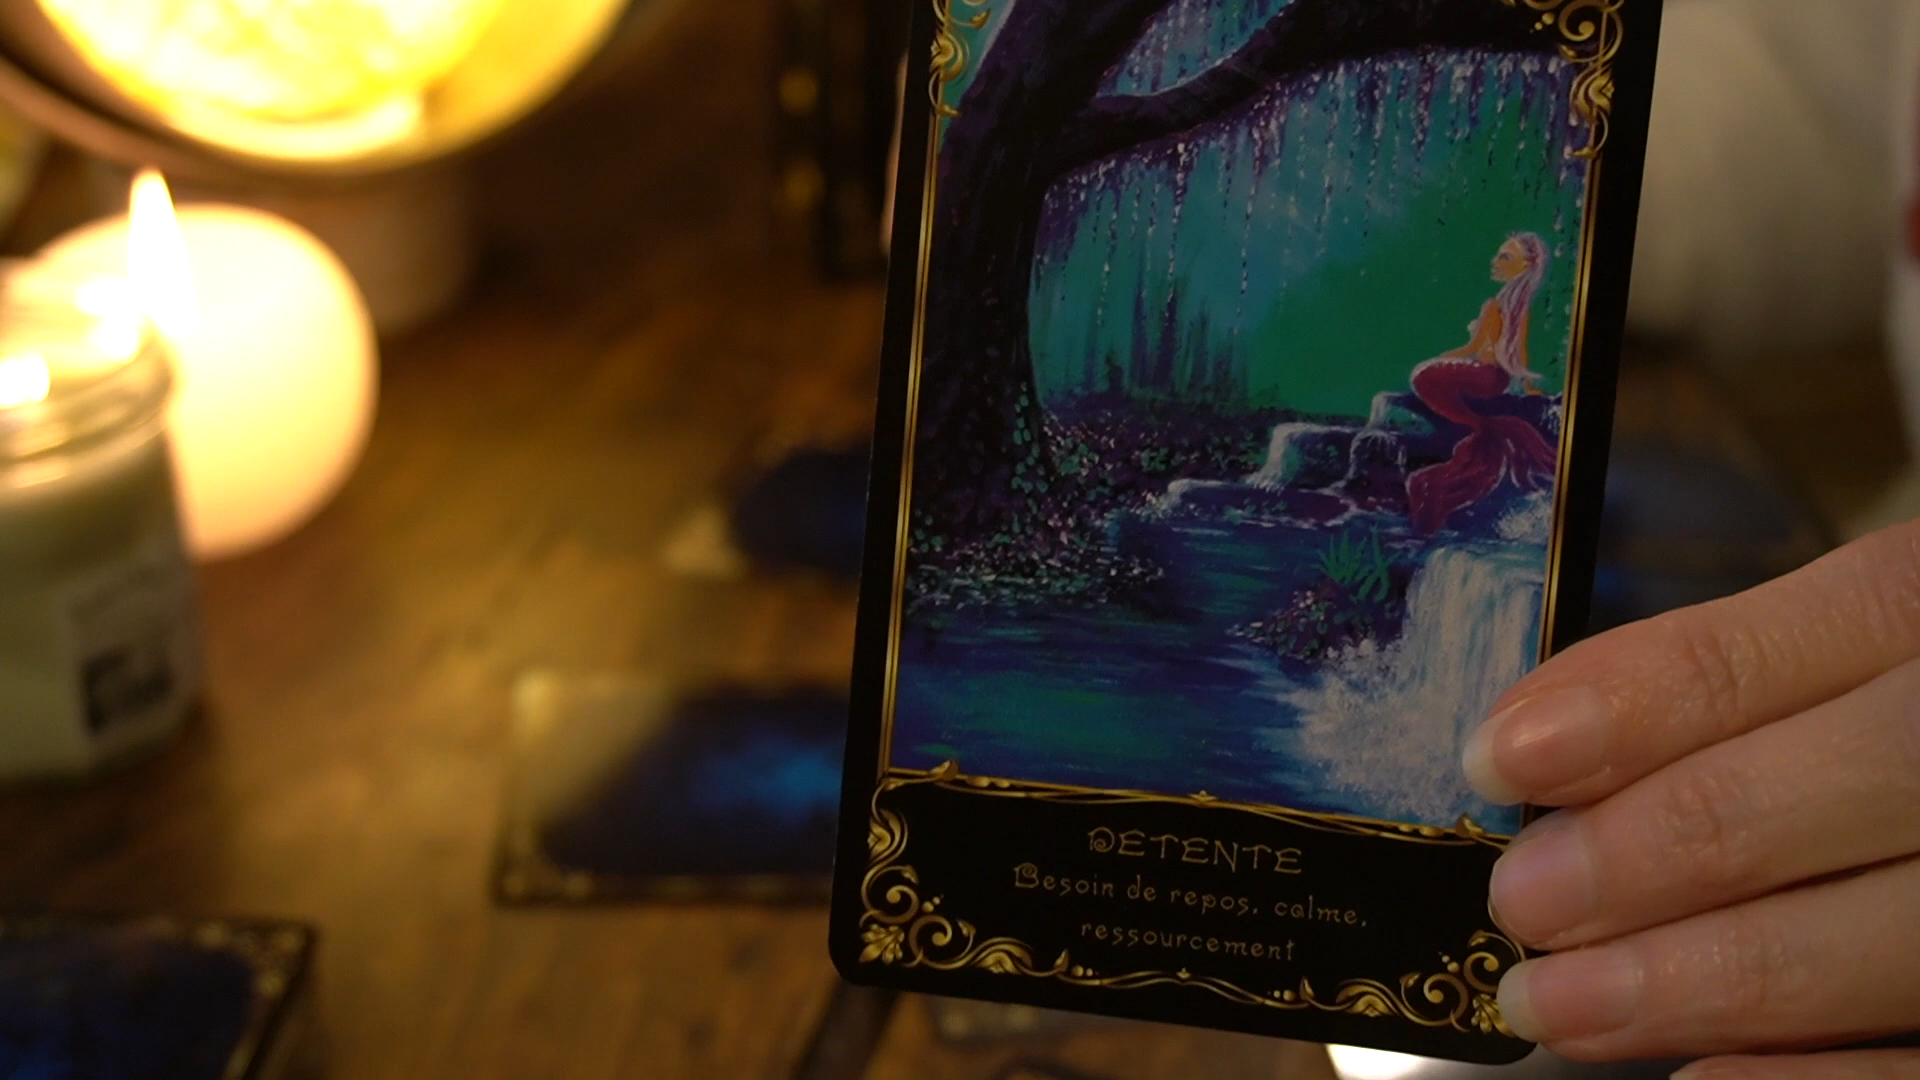 DETENTE
Besoin de repos, calme,
ressourcement